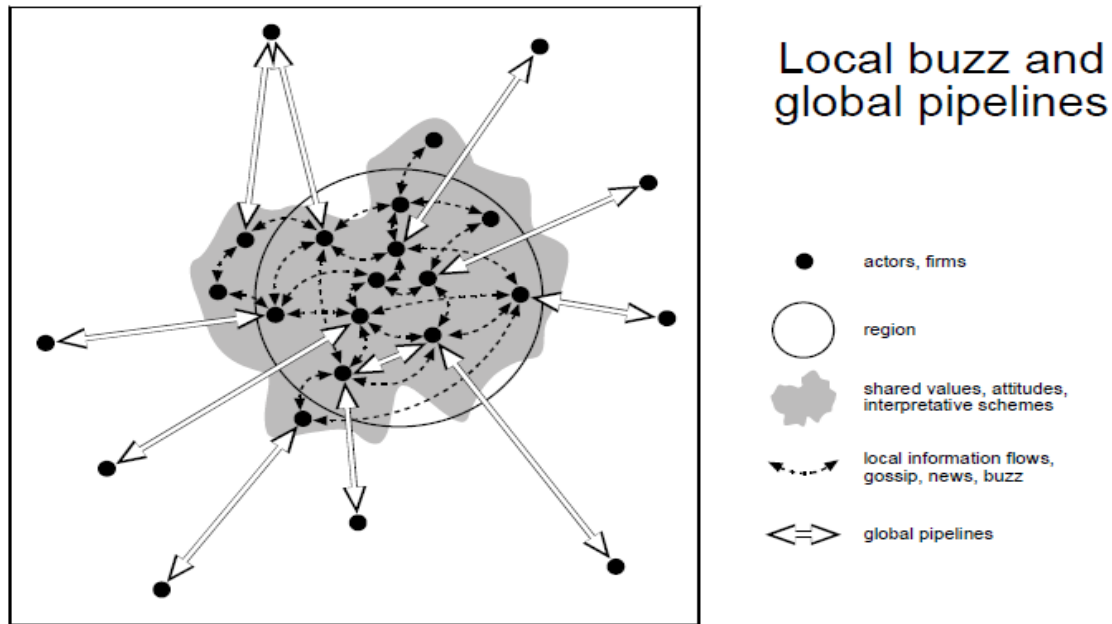 Local buzz and
global pipelines
actors, firms
region
shared values, attitudes,
interpretative schemes
local information flows,
gossip, news, buzz
global pipelines